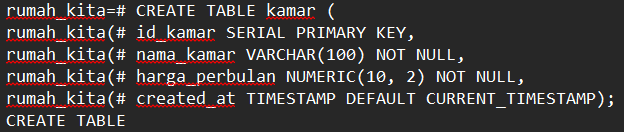 rumah_kita=# CREATE TABLE kamar (
rumah_kita(# id_kamar SERIAL PRIMARY KEY,
rumah_kita(# nama_kamar VARCHAR(100) NOT NULL,
rumah_kita(# harga_perbulan NUMERIC(10, 2) NOT NULL,
rumah_kita(# created_at TIMESTAMP DEFAULT CURRENT_TIMESTAMP);
CREATE TABLE